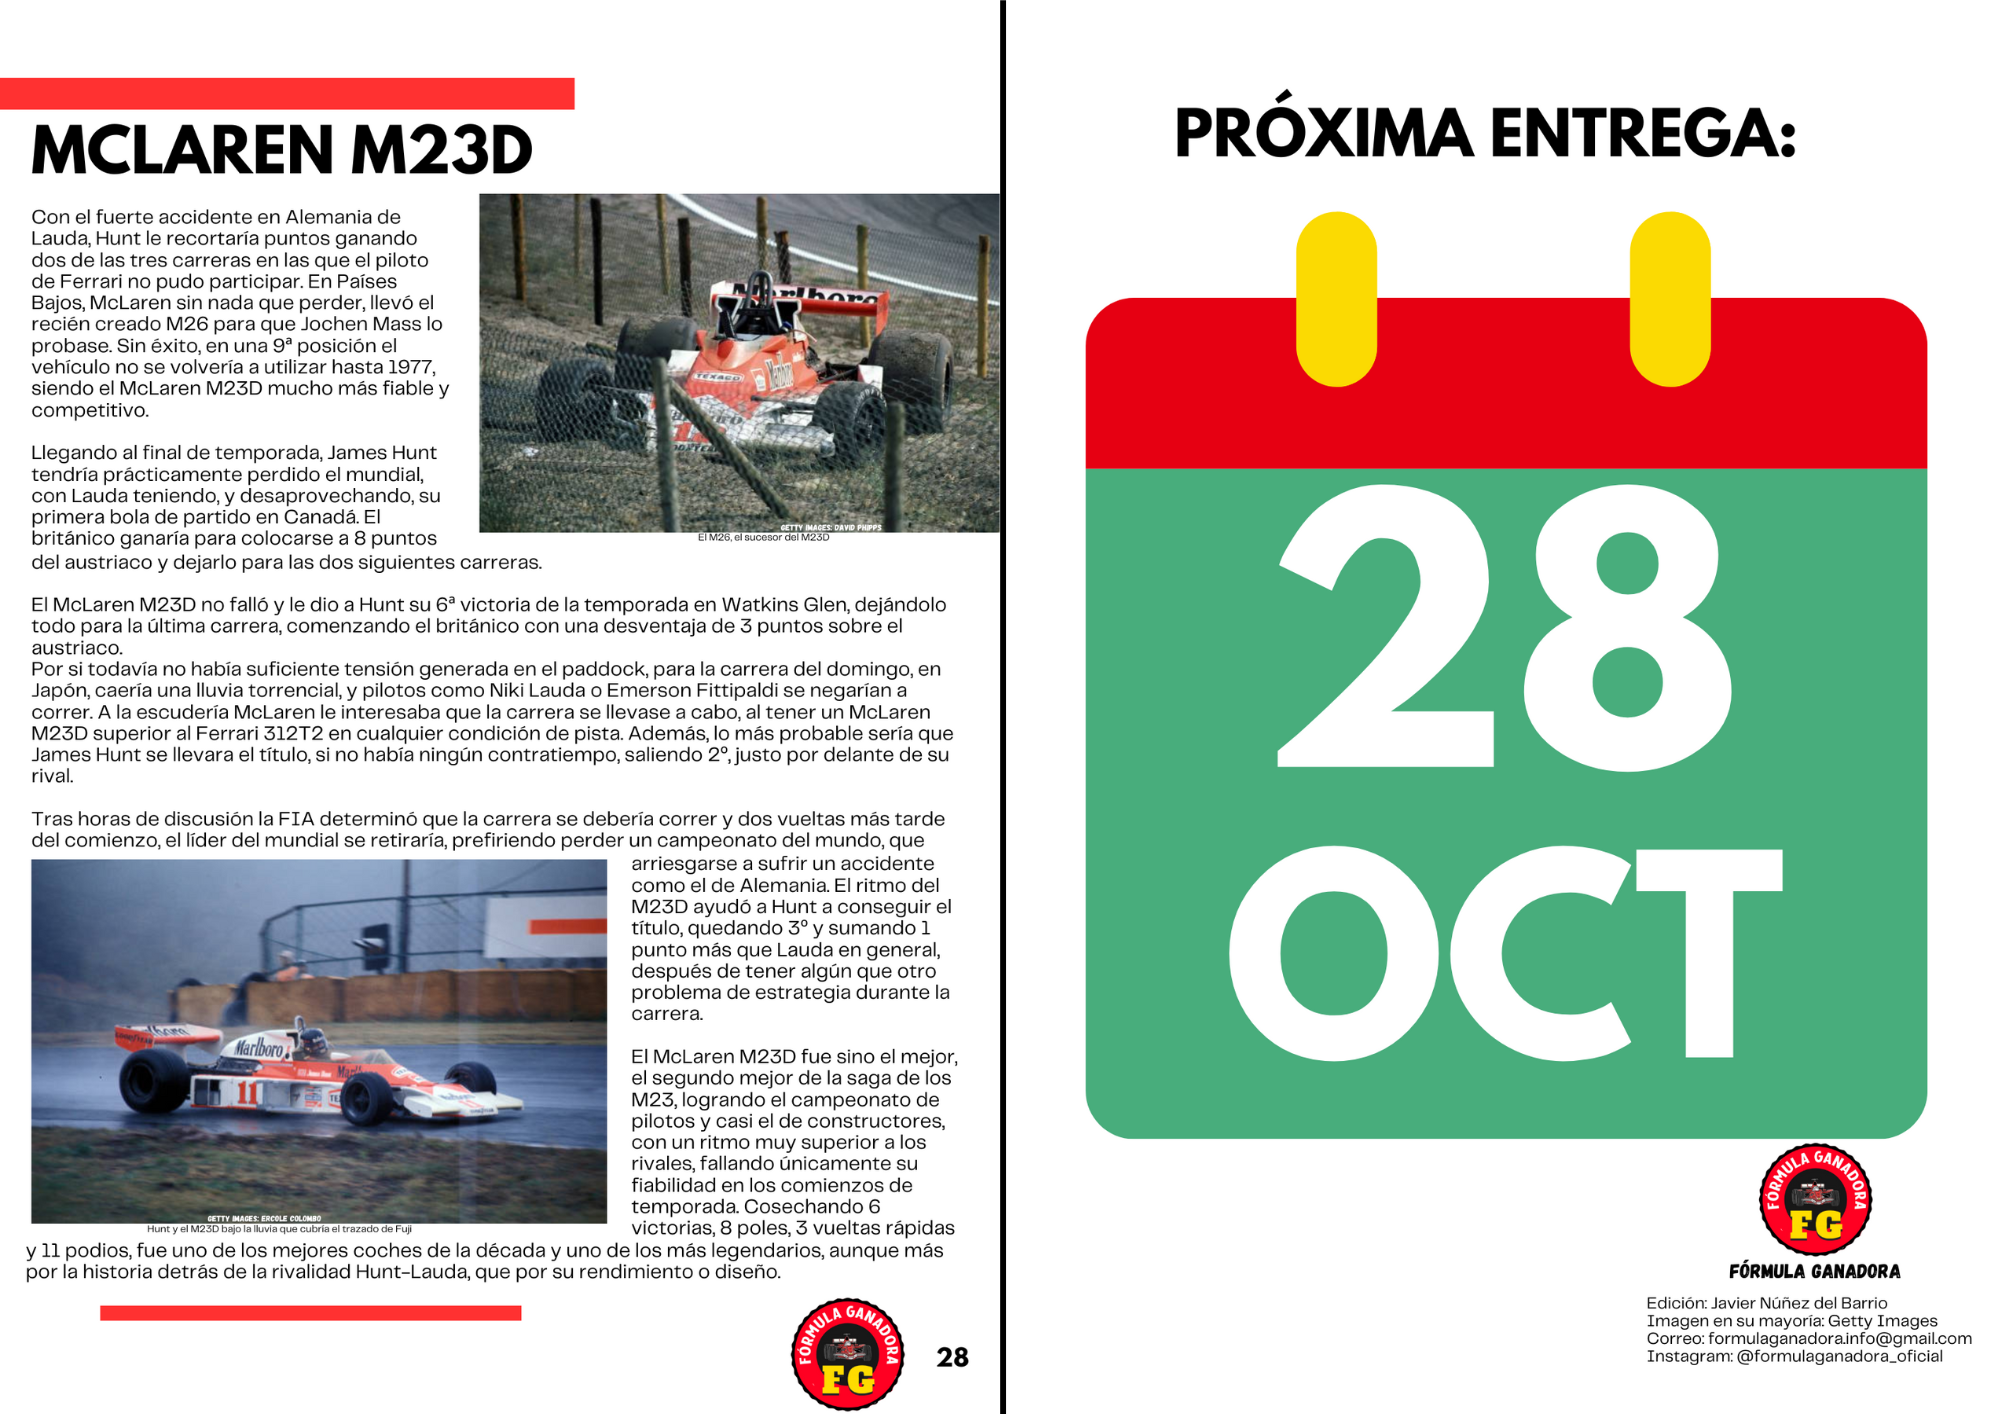 MCLAREN M23D
Con el fuerte accidente en Alemania de
Lauda, Hunt le recortaría puntos ganando
dos de las tres carreras en las que el piloto
de Ferrari no pudo participar. En Países
Bajos, McLaren sin nada que perder, llevó el
recién creado M26 para que Jochen Mass lo
probase. Sin éxito, en una 9ª posición el
vehículo no se volvería a utilizar hasta 1977,
siendo el McLaren M23D mucho más fiable y
competitivo.
Llegando al final de temporada, James Hunt
tendría prácticamente perdido el mundial,
con Lauda teniendo, y desaprovechando, su
primera bola de partido en Canadá. El
británico ganaría para colocarse a 8 puntos
del austriaco y dejarlo para las dos siguientes carreras.
Marlboro
TEXACO
Marlboro
GOODYEAR
GETTY IMAGES: DAVID PHIPPS
El M26, el sucesor del M23D
El McLaren M23D no falló y le dio a Hunt su 6ª victoria de la temporada en Watkins Glen, dejándolo
todo para la última carrera, comenzando el británico con una desventaja de 3 puntos sobre el
austriaco.
Por si todavía no había suficiente tensión generada en el paddock, para la carrera del domingo, en
Japón, caería una lluvia torrencial, y pilotos como Niki Lauda o Emerson Fittipaldi se negarían a
correr. A la escudería McLaren le interesaba que la carrera se llevase a cabo, al tener un McLaren
M23D superior al Ferrari 312T2 en cualquier condición de pista. Además, lo más probable sería que
James Hunt se llevara el título, si no había ningún contratiempo, saliendo 2º, justo por delante de su
rival.
Tras horas de discusión la FIA determinó que la carrera se debería correr y dos vueltas más tarde
del comienzo, el líder del mundial se retiraría, prefiriendo perder un campeonato del mundo, que
arriesgarse a sufrir un accidente
como el de Alemania. El ritmo del
M23D ayudó a Hunt a conseguir el
título, quedando 3º y sumando 1
punto más que Lauda en general,
después de tener algún que otro
problema de estrategia durante la
carrera.
El McLaren M23D fue sino el mejor,
el segundo mejor de la saga de los
M23, logrando el campeonato de
pilotos y casi el de constructores,
con un ritmo muy superior a los
rivales, fallando únicamente su
fiabilidad en los comienzos de
temporada. Cosechando 6
victorias, 8 poles, 3 vueltas rápidas
y 11 podios, fue uno de los mejores coches de la década y uno de los más legendarios, aunque más
por la historia detrás de la rivalidad Hunt-Lauda, que por su rendimiento o diseño.
Marlboro
11
GETTY IMAGES: ERCOLE COLOMBO
Hunt y el M23D bajo la lluvia que cubría el trazado de Fuji
FÓRMULA GANADORA
FG
28
PRÓXIMA ENTREGA:
28
OCT
FÓRMULA GANADORA
FG
FÓRMULA GANADORA
Edición: Javier Núñez del Barrio
Imagen en su mayoría: Getty Images
Correo: formulaganadora.info@gmail.com
Instagram: @formulaganadora_oficial